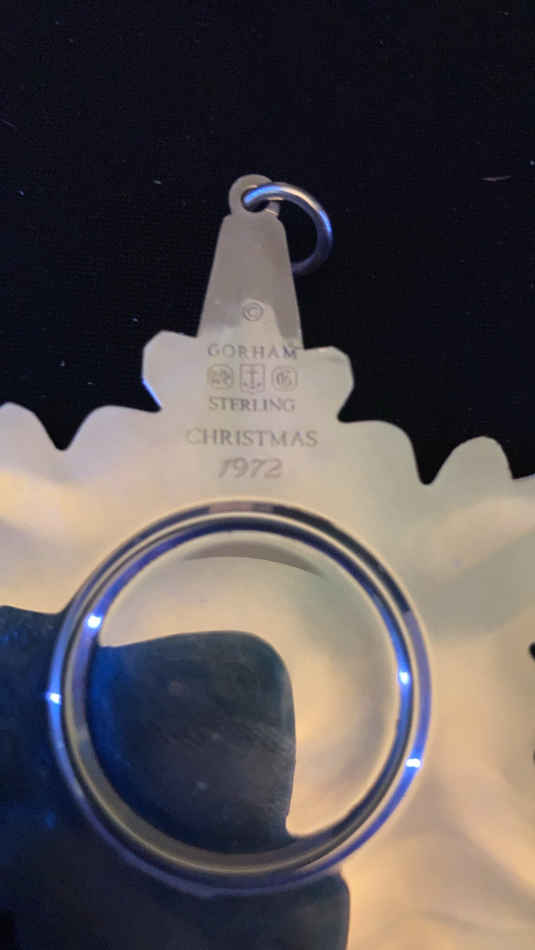 ©
GORHAM
STERLING
CHRISTMAS
1972